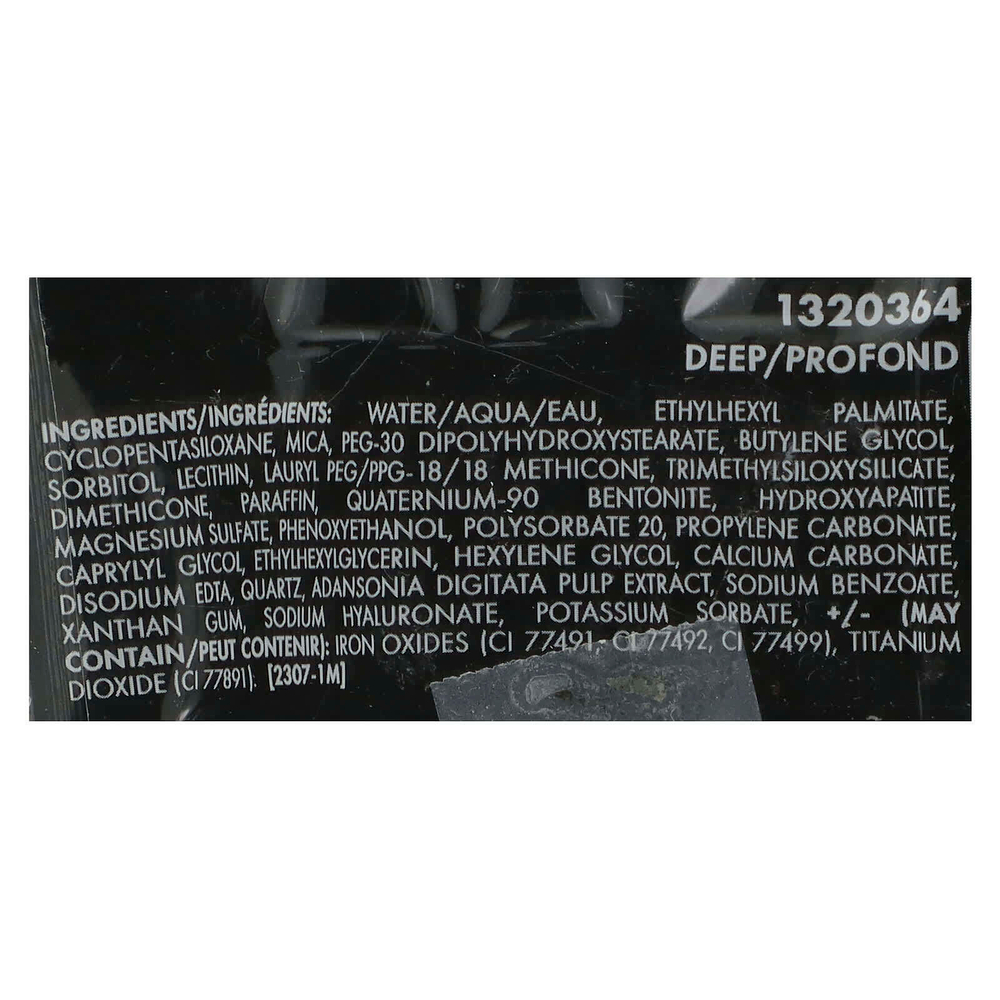 1320364
DEEP/PROFOND
INGREDIENTS/INGRÉDIENTS: WATER/AQUA/EAU, ETHYLHEXYL PALMITATE,
CYCLOPENTASILOXANE, MICA, PEG-30 DIPOLYHYDROXYSTEARATE, BUTYLENE GLYCOL,
SORBITOL, LECITHIN, LAURYL PEG/PPG-18/18 METHICONE, TRIMETHYLSILOXYSILICATE,
DIMETHICONE, PARAFFIN, QUATERNIUM-90 BENTONITE, HYDROXYAPATITE,
MAGNESIUM SULFATE, PHENOXYETHANOL, POLYSORBATE 20, PROPYLENE CARBONATE,
CAPRYLYL GLYCOL, ETHYLHEXYLGLYCERIN, HEXYLENE GLYCOL, CALCIUM CARBONATE,
DISODIUM EDTA, QUARTZ, ADANSONIA DIGITATA PULP EXTRACT, SODIUM BENZOATE,
XANTHAN GUM, SODIUM HYALURONATE, POTASSIUM SORBATE, +/- (MAY
CONTAIN/PEUT CONTENIR): IRON OXIDES (CI 77491, CI 77492, CI 77499), TITANIUM
DIOXIDE (CI 77891). [2307-1M]